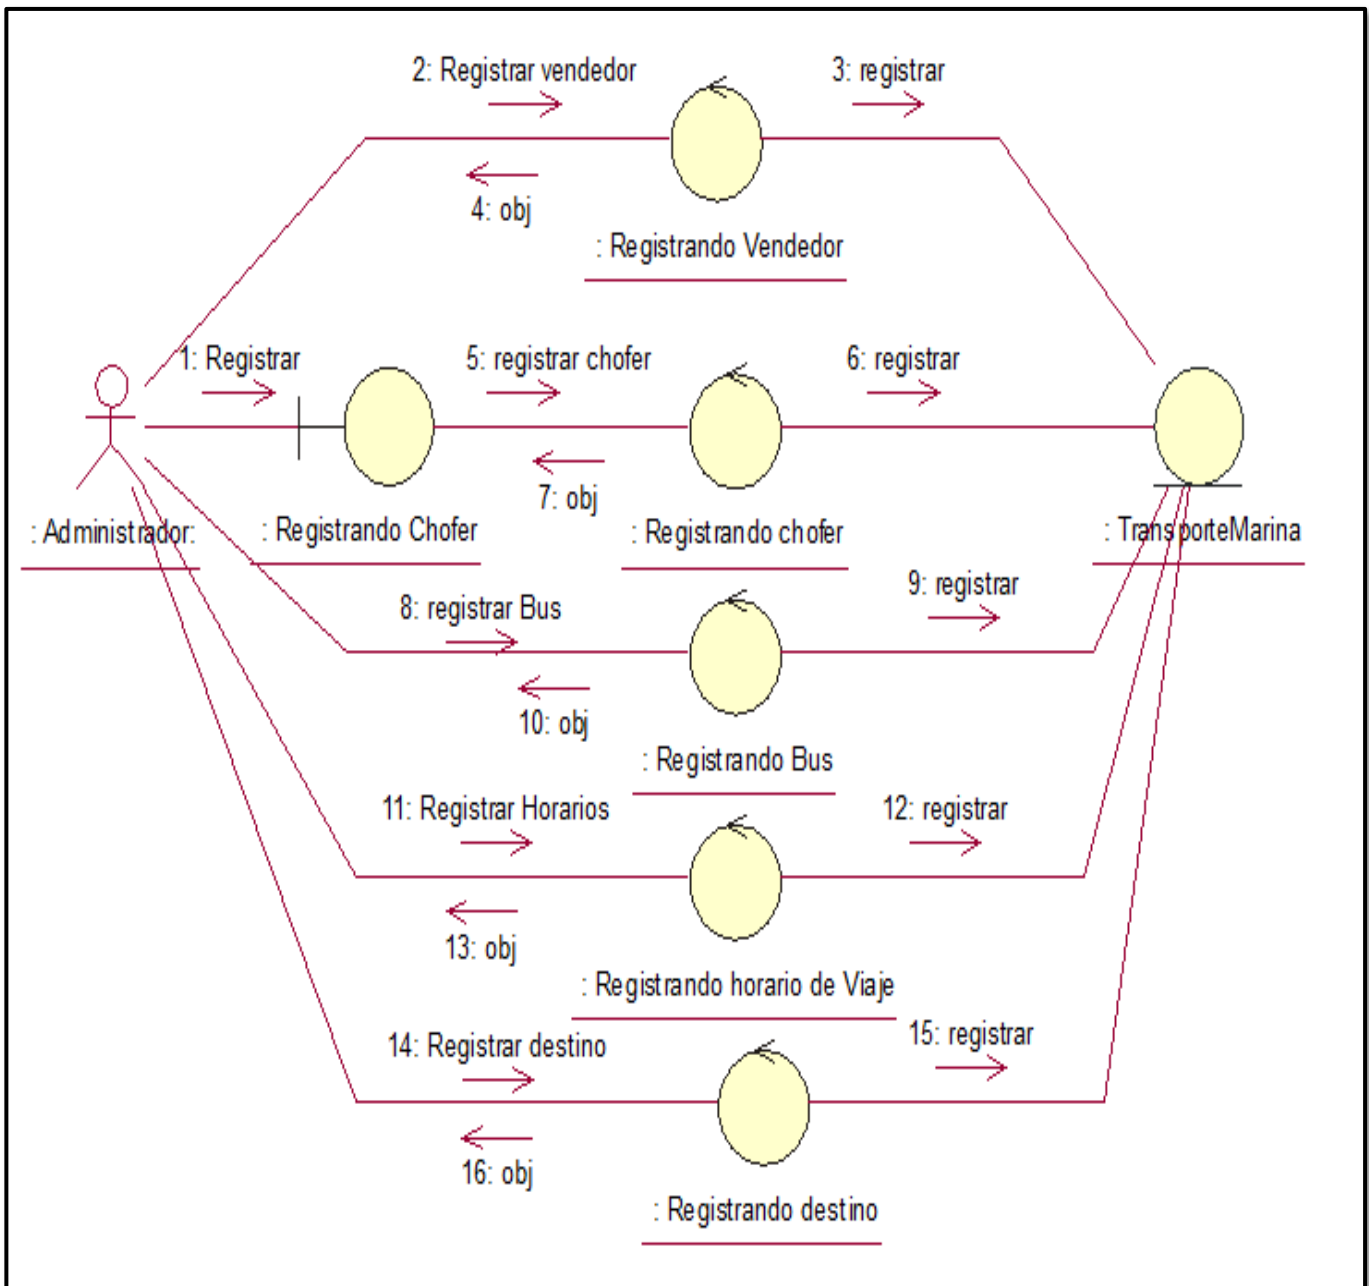 2: Registrar vendedor
3: registrar
4: obj
: Registrando Vendedor
1: Registrar
5: registrar chofer
6: registrar
7: obj
: Administrador:
: Registrando Chofer
: Registrando chofer
: TransporteMarina
8: registrar Bus
9: registrar
10: obj
: Registrando Bus
11: Registrar Horarios
12: registrar
13: obj
: Registrando horario de Viaje
14: Registrar destino
15: registrar
16: obj
: Registrando destino